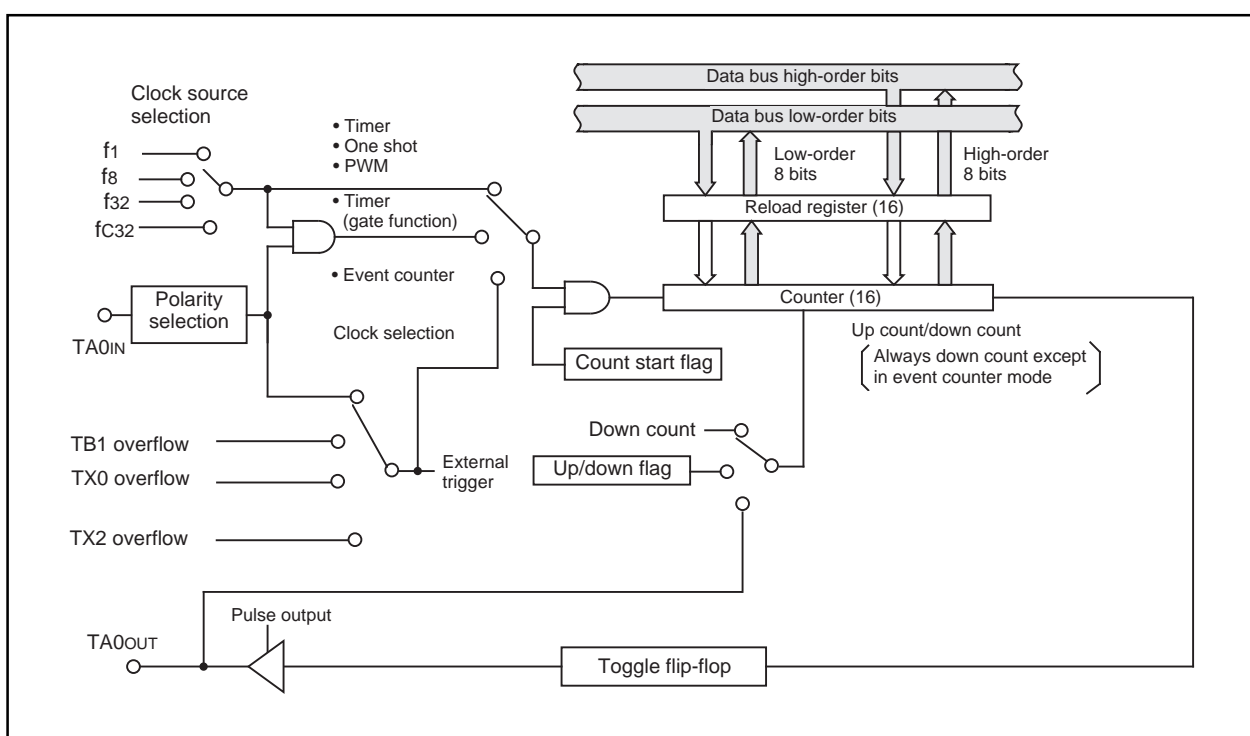 Data bus high-order bits
Data bus low-order bits
Clock source
selection
f1
f8
f32
fC32
• Timer
• One shot
• PWM
• Timer
(gate function)
• Event counter
Clock selection
Low-order
8 bits
High-order
8 bits
Reload register (16)
Counter (16)
Polarity
selection
TA0IN
Up count/down count
Always down count except
in event counter mode
Count start flag
Down count
Up/down flag
TB1 overflow
TX0 overflow
TX2 overflow
External
trigger
Pulse output
TA0OUT
Toggle flip-flop